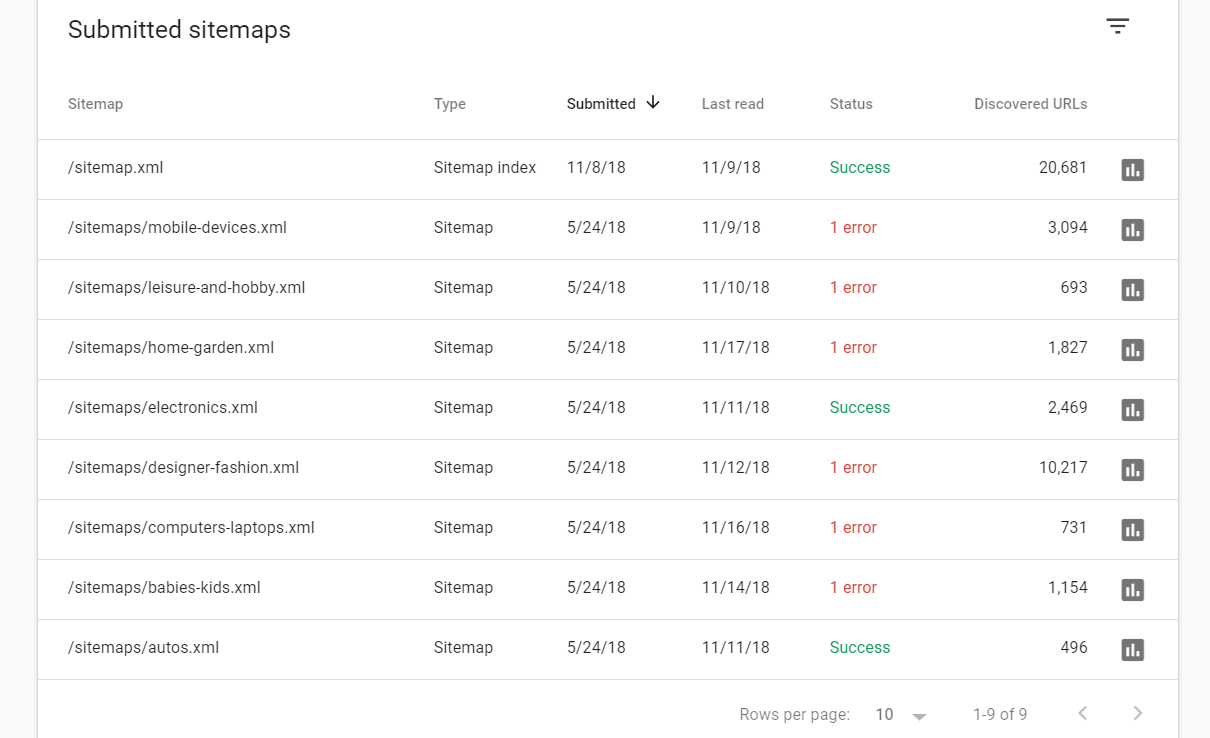 Submitted sitemaps
Sitemap Type Submitted Last read Status Discovered URLs
/sitemap.xml Sitemap index 11/8/18 11/9/18 Success 20,681
/sitemaps/mobile-devices.xml Sitemap 5/24/18 11/9/18 1 error 3,094
/sitemaps/leisure-and-hobby.xml Sitemap 5/24/18 11/10/18 1 error 693
/sitemaps/home-garden.xml Sitemap 5/24/18 11/17/18 1 error 1,827
/sitemaps/electronics.xml Sitemap 5/24/18 11/11/18 Success 2,469
/sitemaps/designer-fashion.xml Sitemap 5/24/18 11/12/18 1 error 10,217
/sitemaps/computers-laptops.xml Sitemap 5/24/18 11/16/18 1 error 731
/sitemaps/babies-kids.xml Sitemap 5/24/18 11/14/18 1 error 1,154
/sitemaps/autos.xml Sitemap 5/24/18 11/11/18 Success 496
Rows per page: 10 1-9 of 9